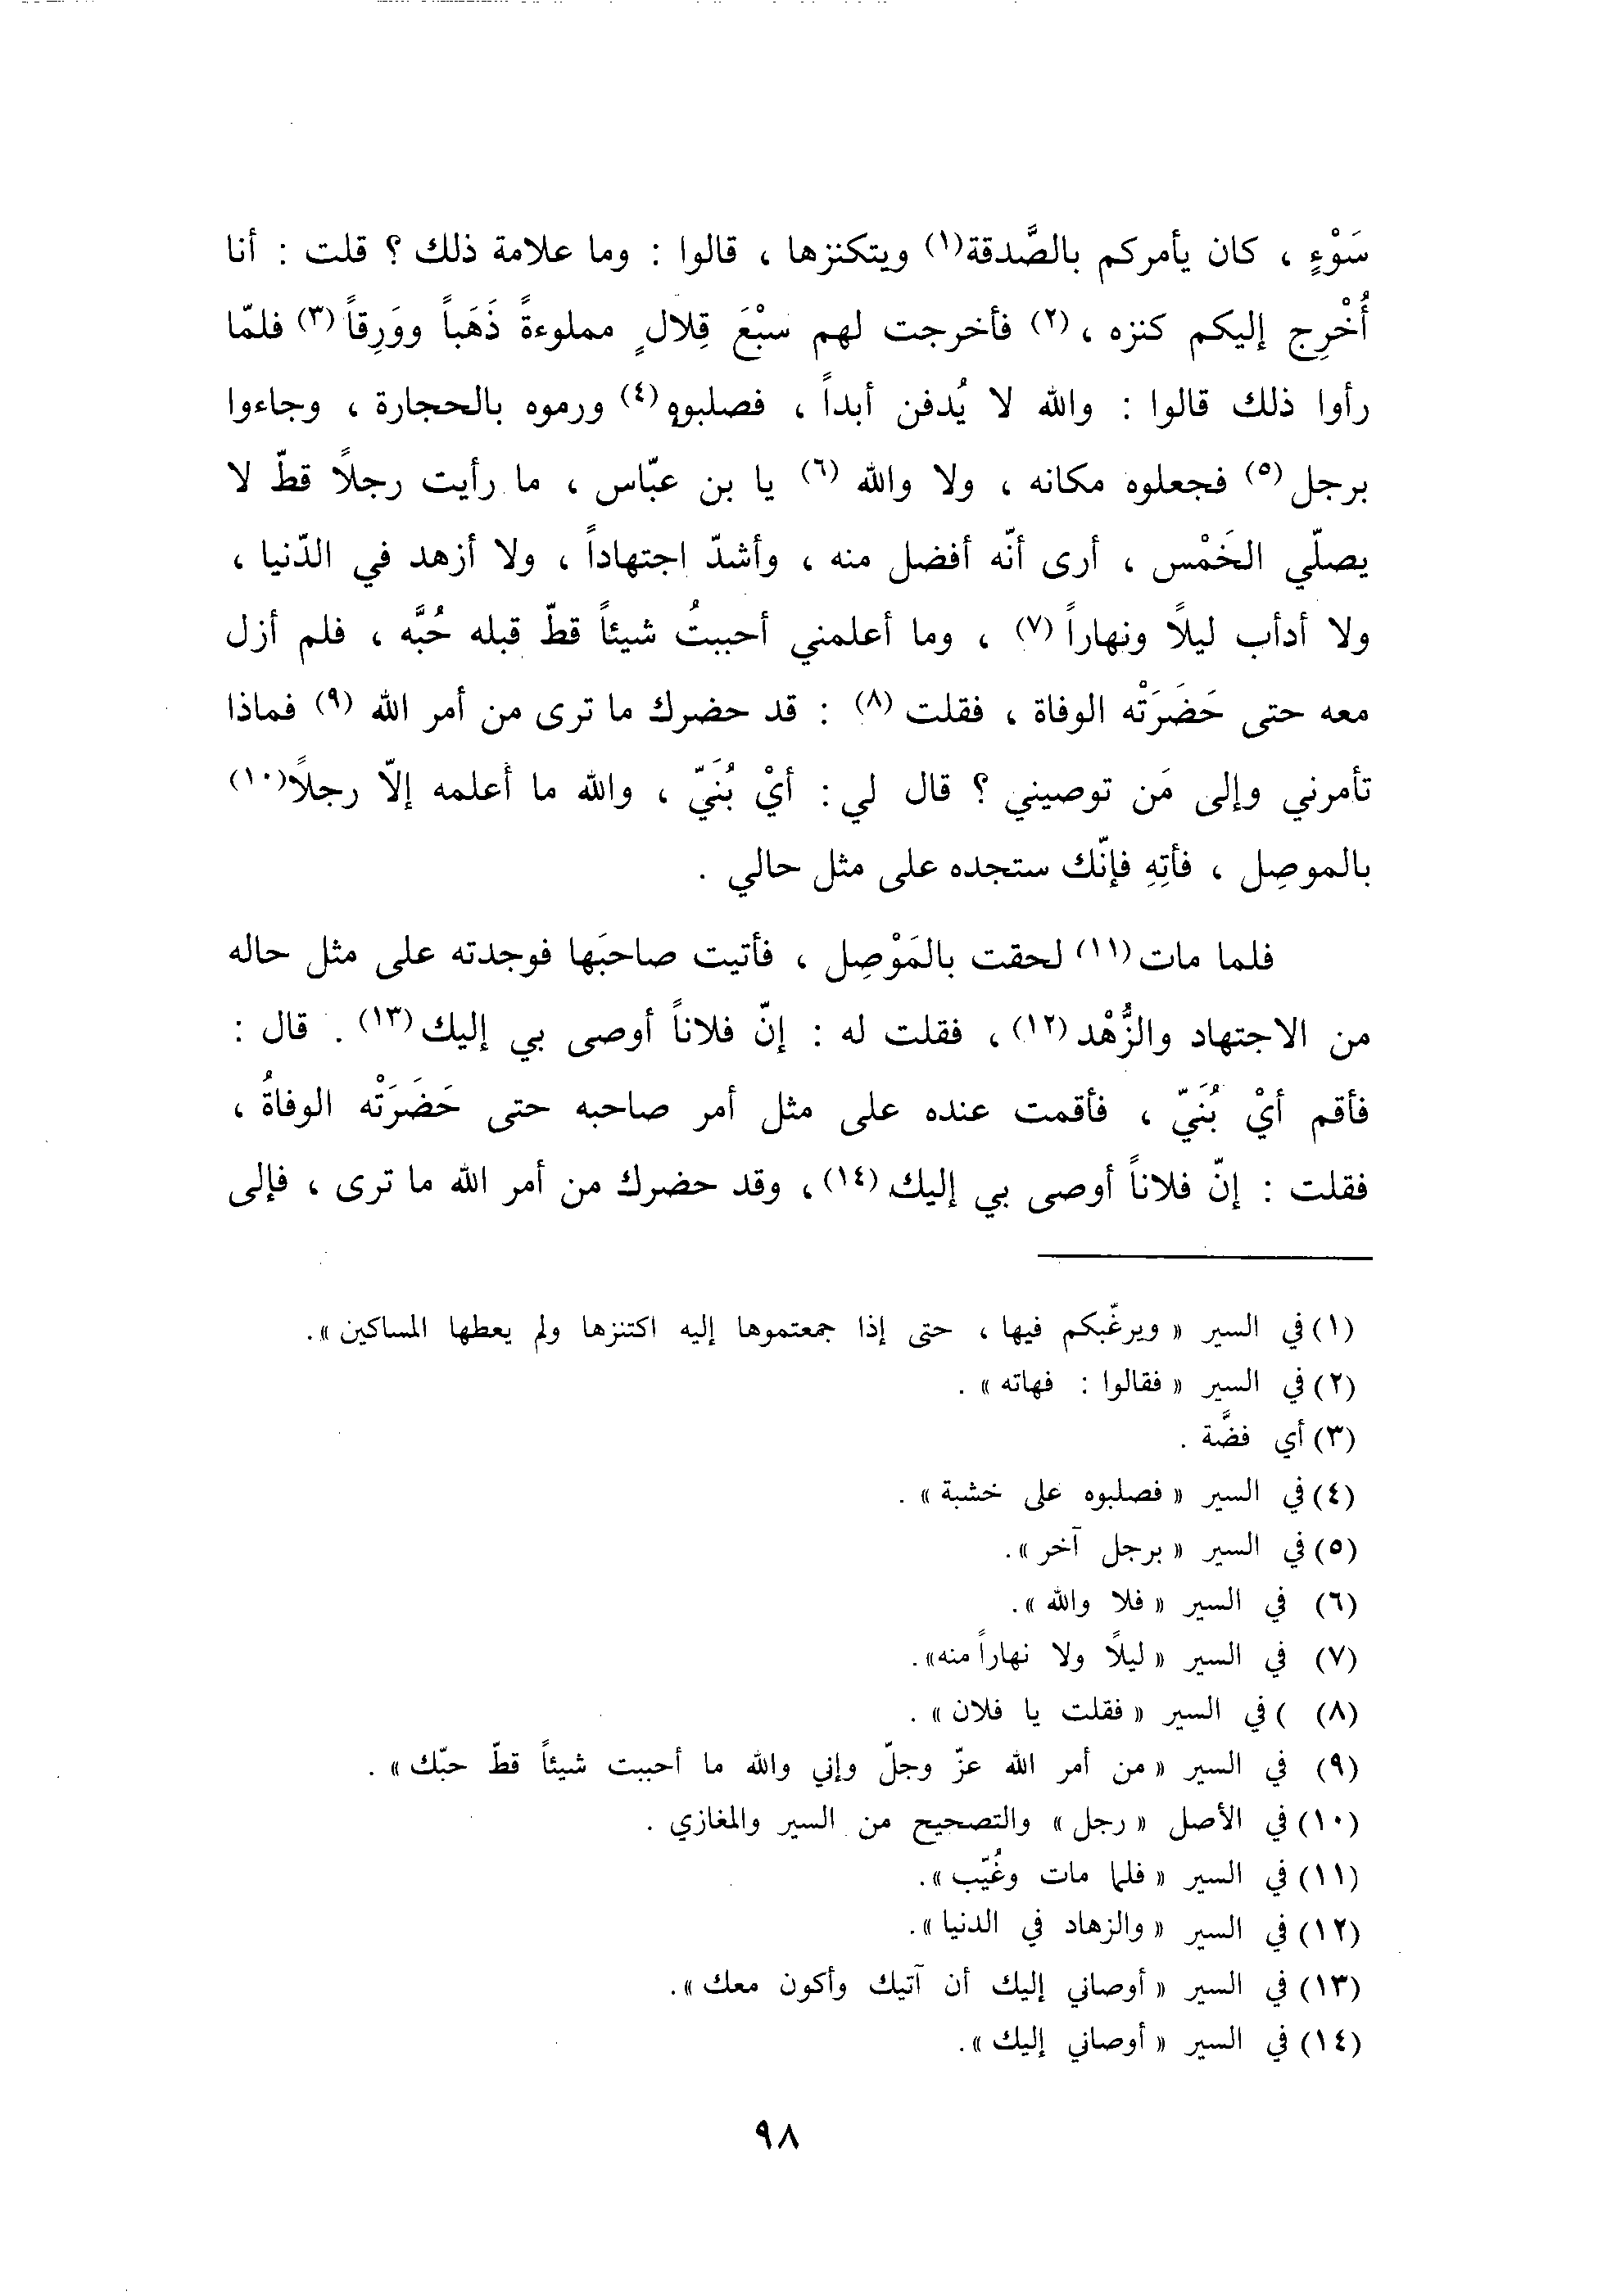 سَوْءٍ ، كان يأمركم بالصَّدقة(١) ويتكنزها ، قالوا : وما علامة ذلك ؟ قلت : أنا
أُخْرِج إليكم كنزه ،(٢) فأخرجت لهم سبْعَ قِلالٍ مملوءةً ذَهَباً ووَرِقاً(٣) فلمّا
رأوا ذلك قالوا : والله لا يُدفن أبداً ، فصلبوه(٤) ورموه بالحجارة ، وجاءوا
برجل(٥) فجعلوه مكانه ، ولا والله (٦) يا بن عبّاس ، ما رأيت رجلاً قطّ لا
يصلّي الخَمْس ، أرى أنّه أفضل منه ، وأشدّ اجتهاداً ، ولا أزهد في الدّنيا ،
ولا أدأب ليلاً ونهاراً (٧) ، وما أعلمني أحببتُ شيئاً قطّ قبله حُبَّه ، فلم أزل
معه حتى حَضَرَتْه الوفاة ، فقلت (٨) : قد حضرك ما ترى من أمر الله (٩) فماذا
تأمرني وإلى مَن توصيني ؟ قال لي : أيْ بُنَيّ ، والله ما أعلمه إلاّ رجلاً(١٠)
بالموصِل ، فأتِهِ فإنّك ستجده على مثل حالي .
فلما مات(١١) لحقت بالمَوْصِل ، فأتيت صاحبَها فوجدته على مثل حاله
من الاجتهاد والزُّهْد(١٢) ، فقلت له : إنّ فلاناً أوصى بي إليك(١٣) . قال :
فأقم أيْ بُنَيّ ، فأقمت عنده على مثل أمر صاحبه حتى حَضَرَتْه الوفاةُ ،
فقلت : إنّ فلاناً أوصى بي إليك(١٤) ، وقد حضرك من أمر الله ما ترى ، فإلى
(١) في السير « ويرغّبكم فيها ، حتى إذا جمعتموها إليه اكتنزها ولم يعطها المساكين ».
(٢) في السير « فقالوا : فهاته » .
(٣) أي فضَّة .
(٤) في السير « فصلبوه على خشبة » .
(٥) في السير « برجل آخر ».
(٦) في السير « فلا والله ».
(٧) في السير « ليلاً ولا نهاراً منه».
(٨) ) في السير « فقلت يا فلان » .
(٩) في السير « من أمر الله عزّ وجلّ وإني والله ما أحببت شيئاً قطّ حبّك » .
(١٠) في الأصل « رجل » والتصحيح من السير والمغازي .
(١١) في السير « فلما مات وغُيّب ».
(١٢) في السير « والزهاد في الدنيا ».
(١٣) في السير « أوصاني إليك أن آتيك وأكون معك ».
(١٤) في السير « أوصاني إليك ».
٩٨